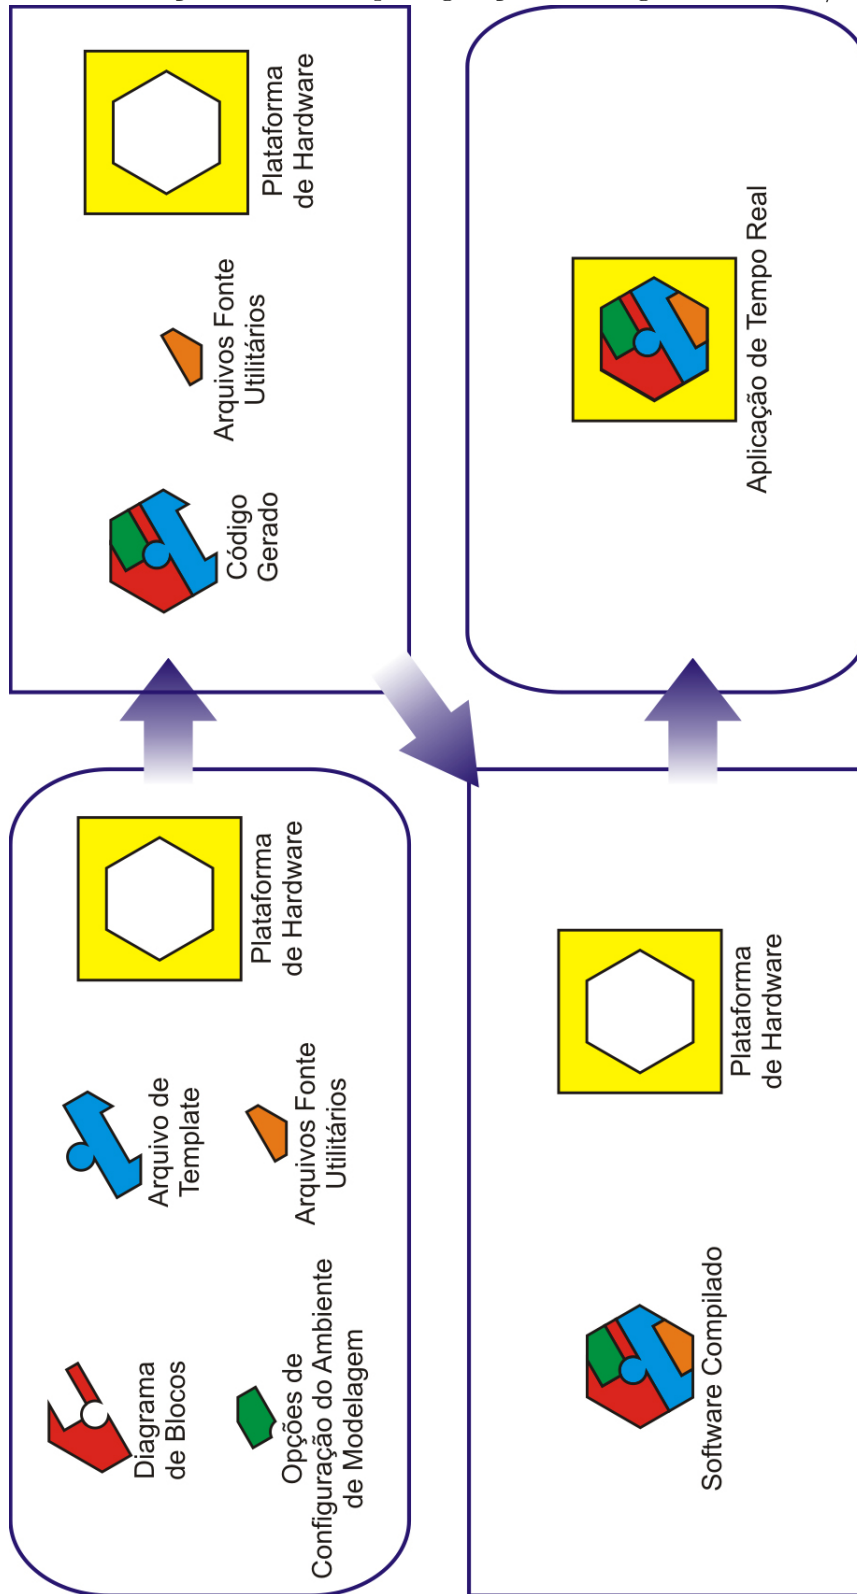 Diagrama
de Blocos
Arquivo de
Template
Plataforma
de Hardware
Opções de
Configuração do Ambiente
de Modelagem
Arquivos Fonte
Utilitários
Código
Gerado
Arquivos Fonte
Utilitários
Plataforma
de Hardware
Software Compilado
Plataforma
de Hardware
Aplicação de Tempo Real